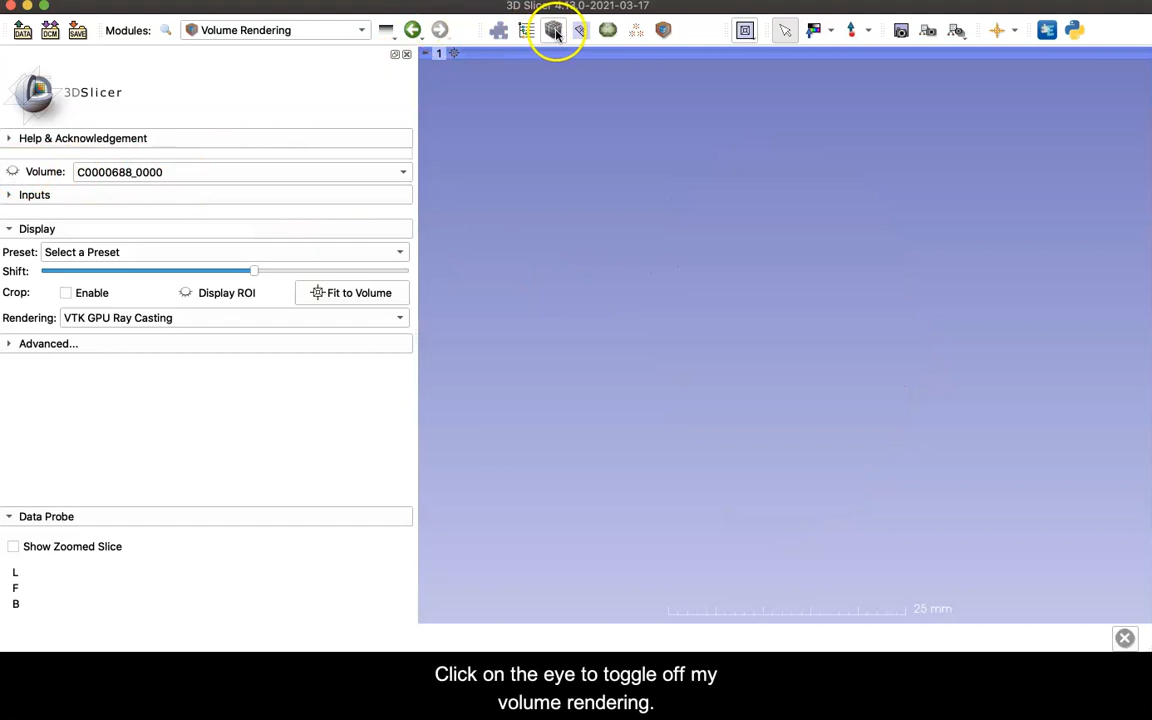 3D Slicer 4.13.0-2021-03-17
DATA DCM SAVE Modules: Volume Rendering
1
3DSlicer
Help & Acknowledgement
Volume: C0000688_0000
Inputs
Display
Preset: Select a Preset
Shift:
Crop: Enable Display ROI Fit to Volume
Rendering: VTK GPU Ray Casting
Advanced...
Data Probe
Show Zoomed Slice
L
F
B
25 mm
Click on the eye to toggle off my
volume rendering.